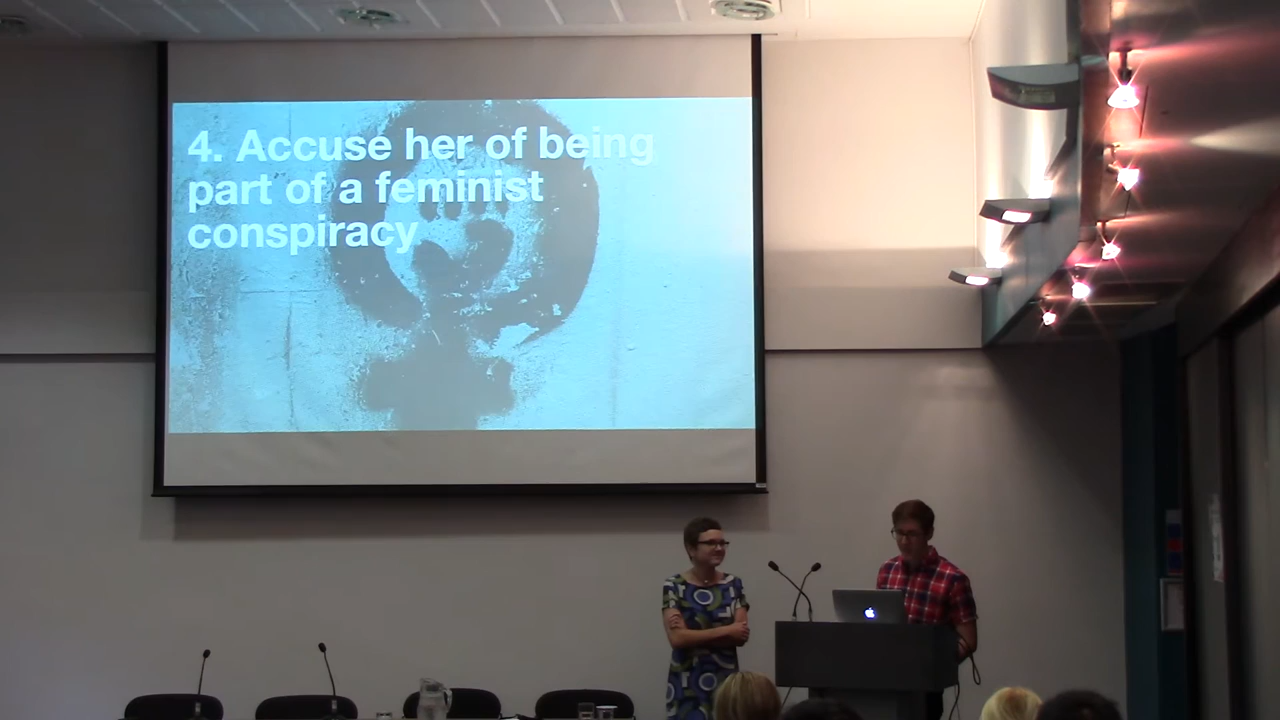 4. Accuse her of being
part of a feminist
conspiracy